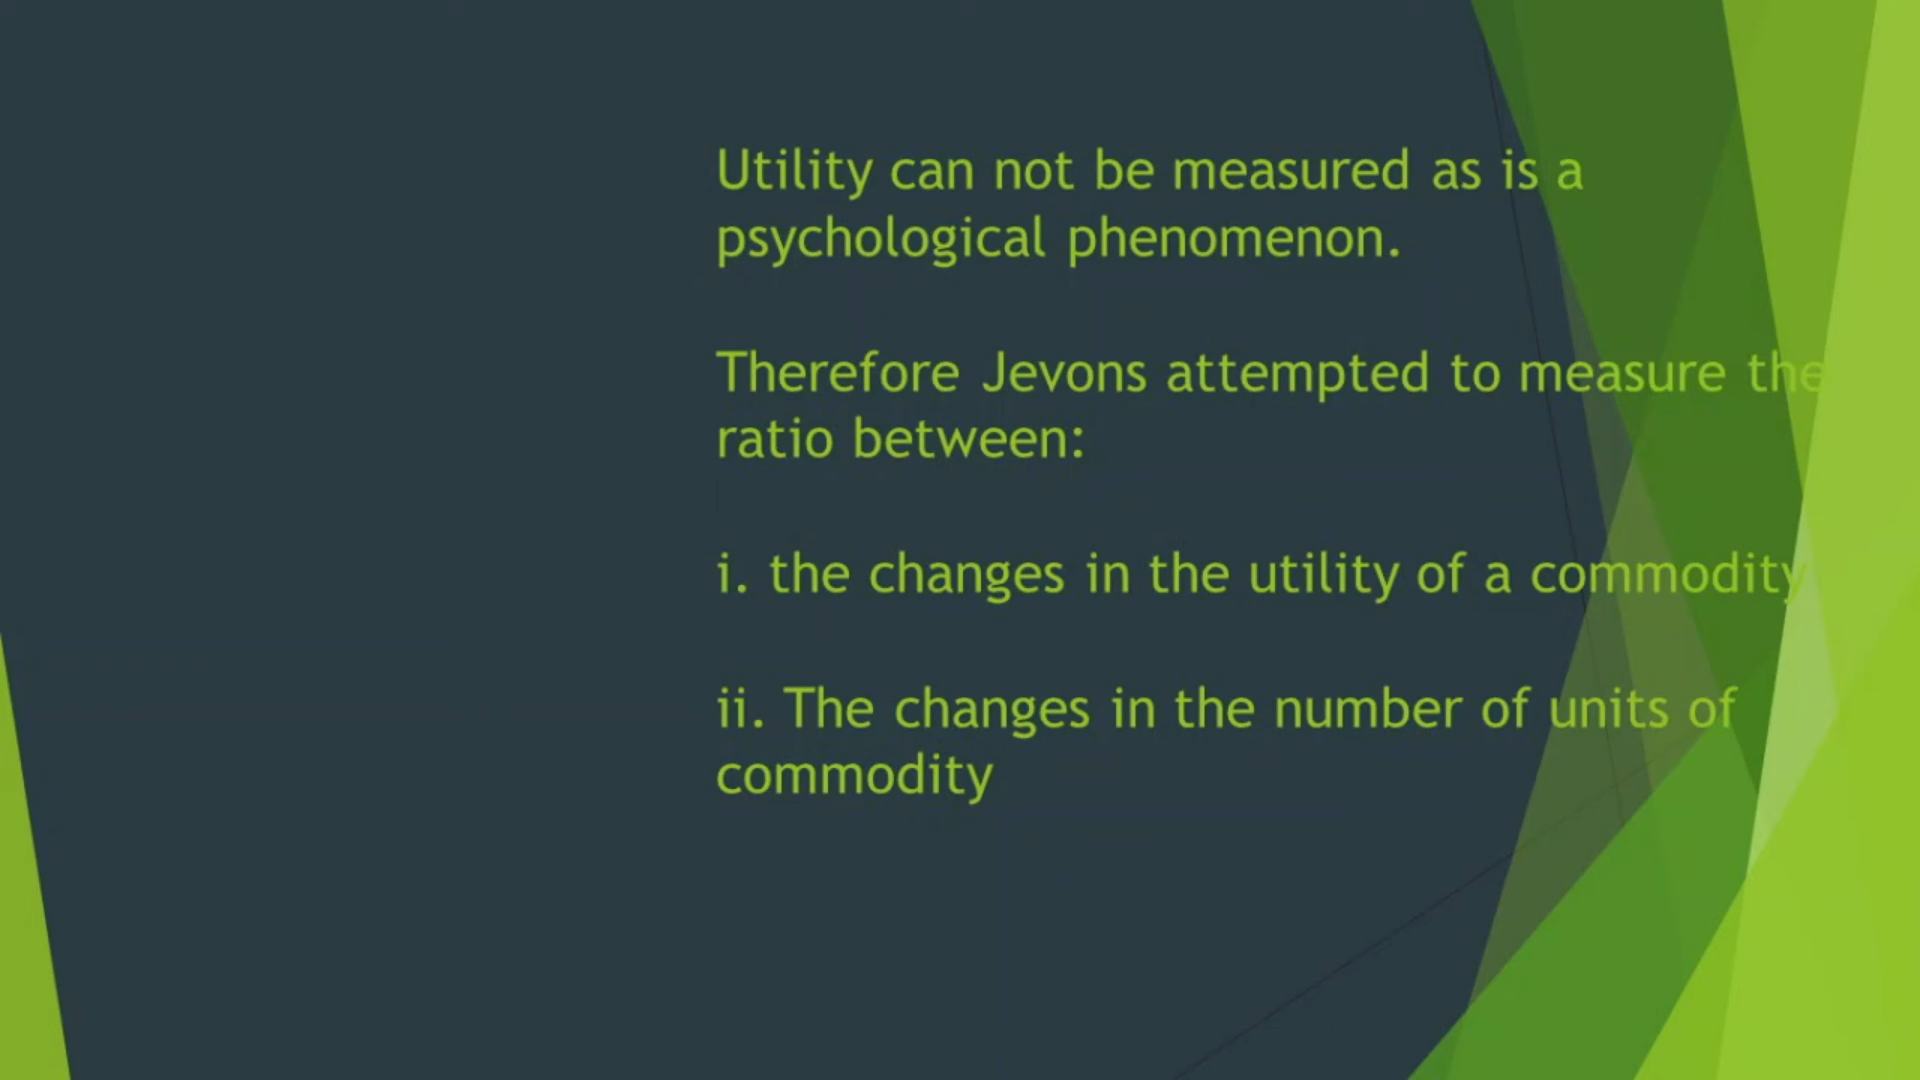 Utility can not be measured as is a
psychological phenomenon.
Therefore Jevons attempted to measure the
ratio between:
i. the changes in the utility of a commodity
ii. The changes in the number of units of
commodity